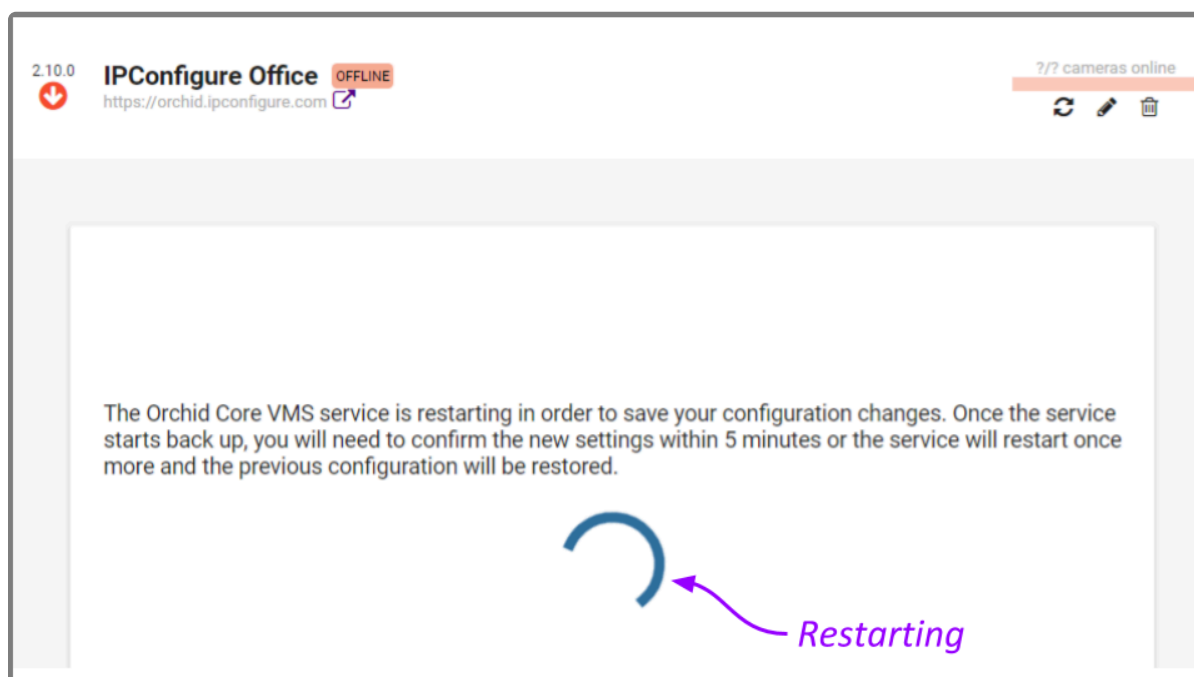 2.10.0
IPConfigure Office OFFLINE
https://orchid.ipconfigure.com
?/? cameras online
The Orchid Core VMS service is restarting in order to save your configuration changes. Once the service
starts back up, you will need to confirm the new settings within 5 minutes or the service will restart once
more and the previous configuration will be restored.
Restarting